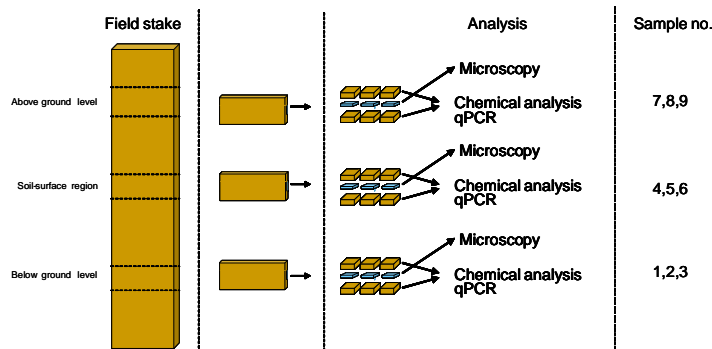 Field stake
Analysis
Sample no.
Above ground level
Microscopy
Chemical analysis
qPCR
7,8,9
Soil-surface region
Microscopy
Chemical analysis
qPCR
4,5,6
Below ground level
Microscopy
Chemical analysis
qPCR
1,2,3